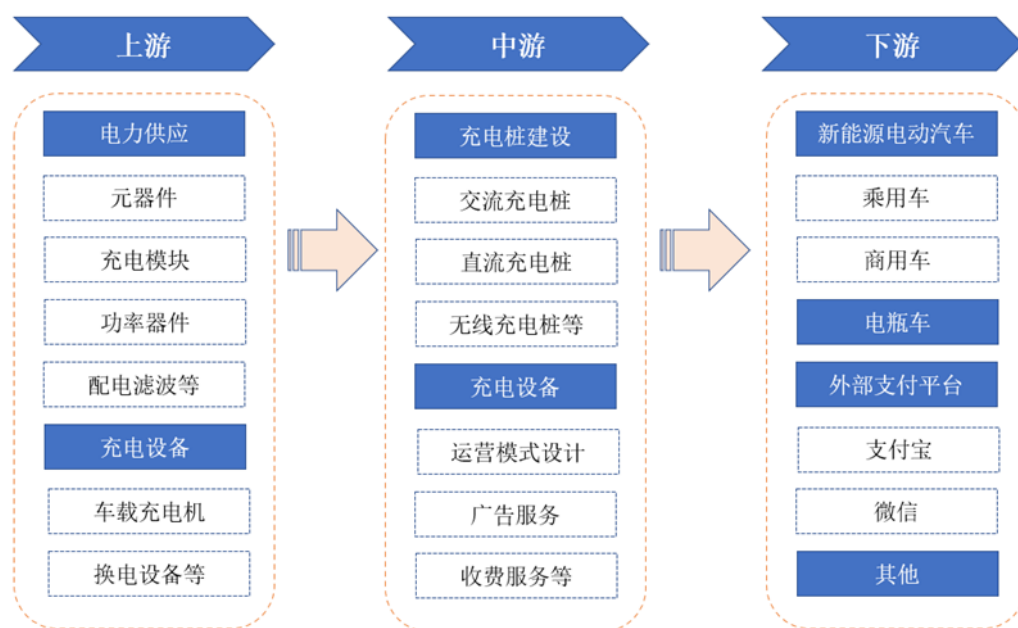 上游
电力供应
元器件
充电模块
功率器件
配电滤波等
充电设备
车载充电机
换电设备等
中游
充电桩建设
交流充电桩
直流充电桩
无线充电桩等
充电设备
运营模式设计
广告服务
收费服务等
下游
新能源电动汽车
乘用车
商用车
电瓶车
外部支付平台
支付宝
微信
其他